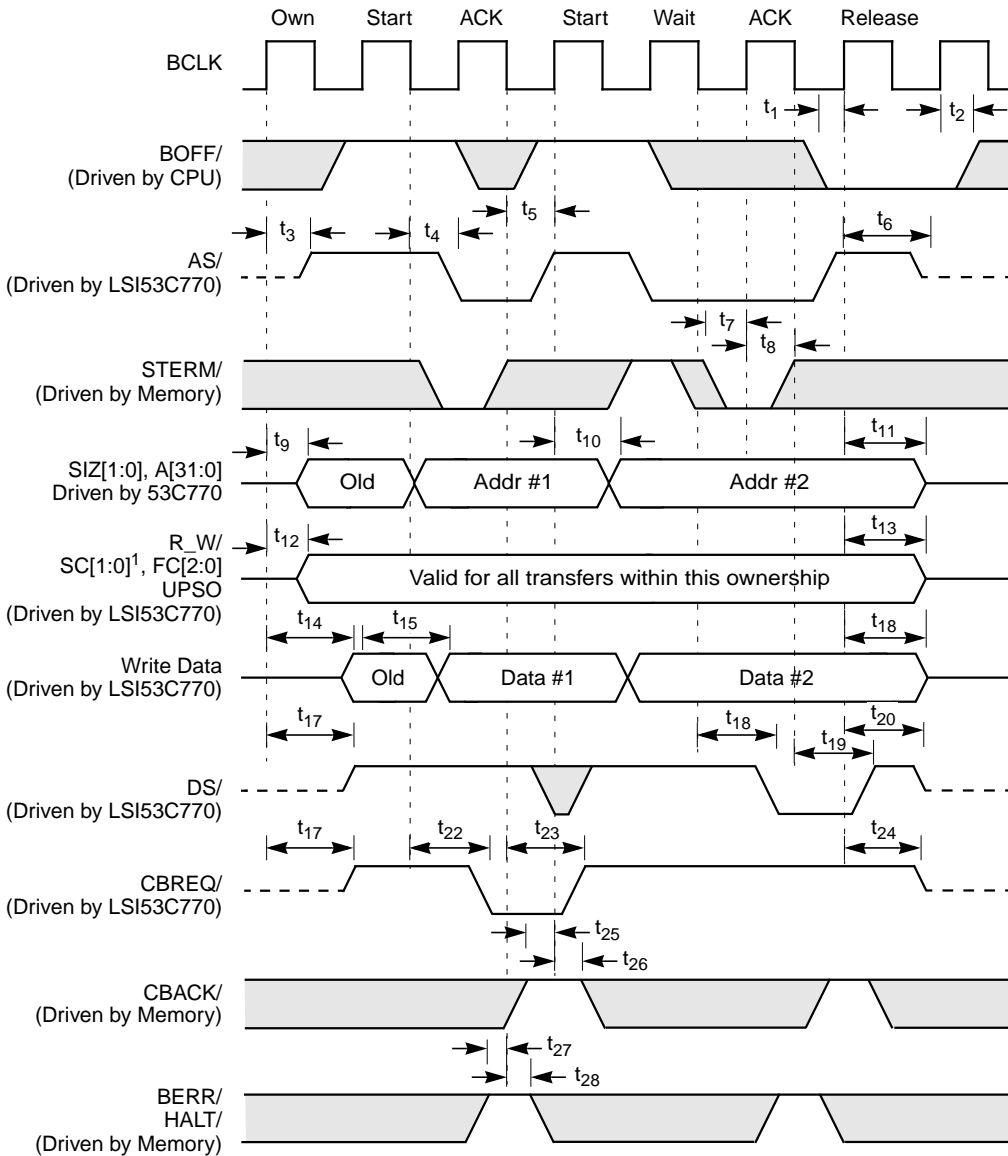 Own Start ACK Start Wait ACK Release
BCLK
t1 t2
BOFF/
(Driven by CPU)
t3 t4 t5 t6
AS/
(Driven by LSI53C770)
t7
t8
STERM/
(Driven by Memory)
t9 t10 t11
SIZ[1:0], A[31:0]
Driven by 53C770
Old Addr #1 Addr #2
R_W/
t12 t13
SC[1:0]1, FC[2:0]
UPSO
(Driven by LSI53C770)
Valid for all transfers within this ownership
t14 t15 t18
Write Data
(Driven by LSI53C770)
Old Data #1 Data #2
t17 t18 t19 t20
DS/
(Driven by LSI53C770)
t17 t22 t23 t24
CBREQ/
(Driven by LSI53C770)
t25
t26
CBACK/
(Driven by Memory)
t27
t28
BERR/
HALT/
(Driven by Memory)